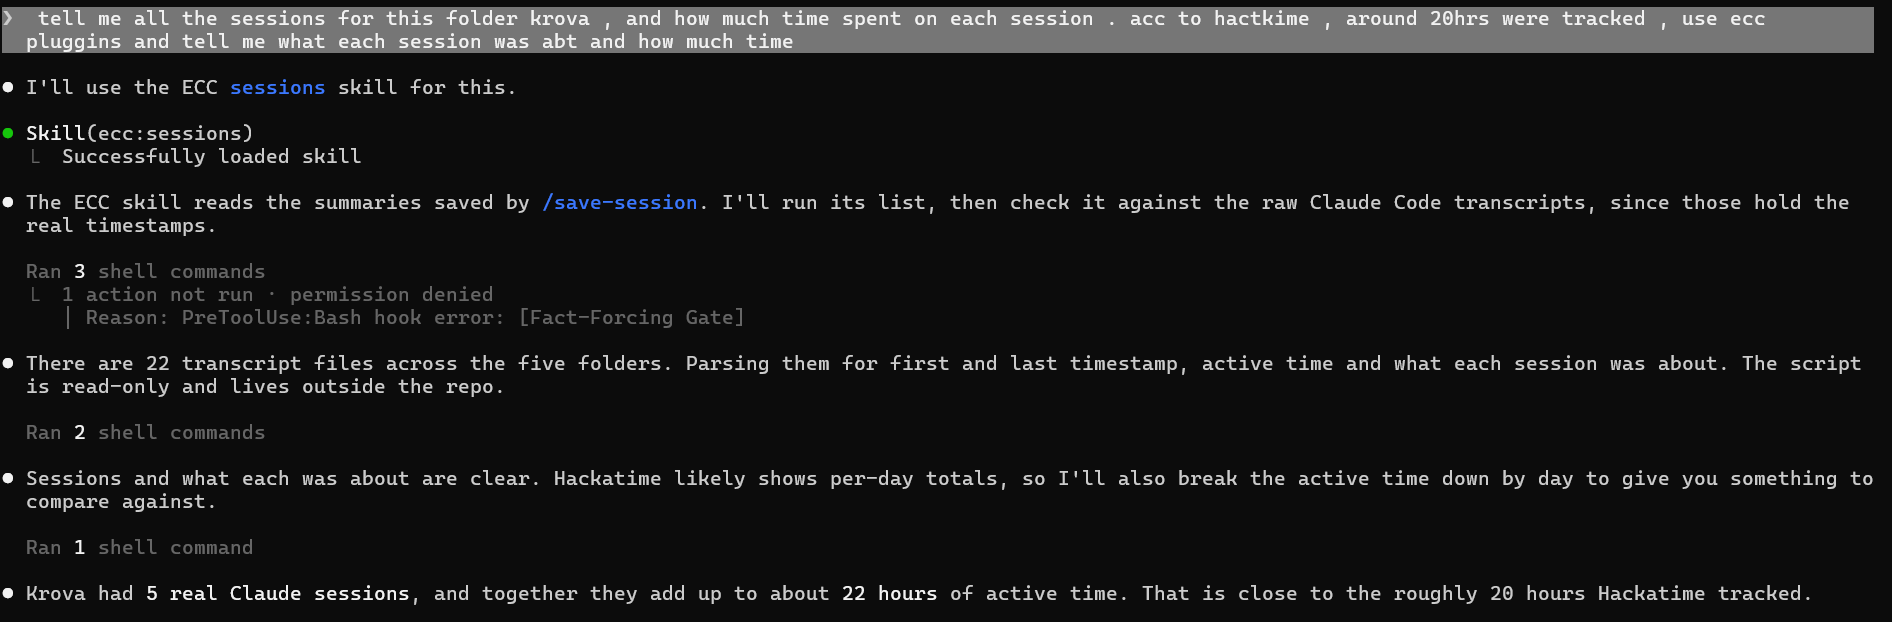 ❯ tell me all the sessions for this folder krova , and how much time spent on each session . acc to hactkime , around 20hrs were tracked , use ecc
pluggins and tell me what each session was abt and how much time
● I'll use the ECC sessions skill for this.
● Skill(ecc:sessions)
└ Successfully loaded skill
● The ECC skill reads the summaries saved by /save-session. I'll run its list, then check it against the raw Claude Code transcripts, since those hold the
real timestamps.
Ran 3 shell commands
└ 1 action not run · permission denied
│ Reason: PreToolUse:Bash hook error: [Fact-Forcing Gate]
● There are 22 transcript files across the five folders. Parsing them for first and last timestamp, active time and what each session was about. The script
is read-only and lives outside the repo.
Ran 2 shell commands
● Sessions and what each was about are clear. Hackatime likely shows per-day totals, so I'll also break the active time down by day to give you something to
compare against.
Ran 1 shell command
● Krova had 5 real Claude sessions, and together they add up to about 22 hours of active time. That is close to the roughly 20 hours Hackatime tracked.